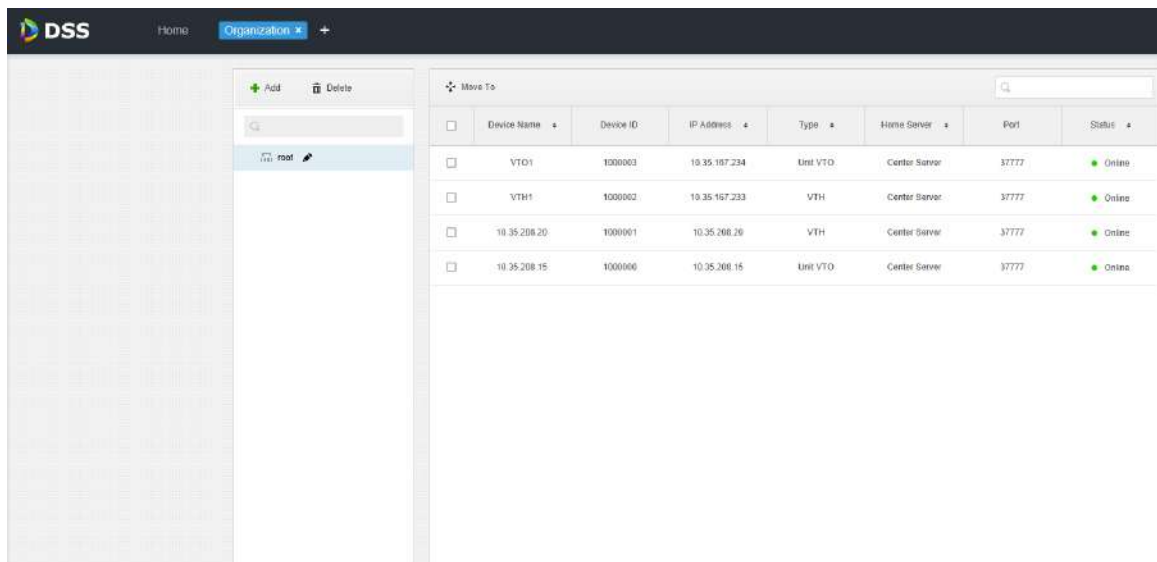 DSS Home Organization × +
Add Delete Move To
Device Name Device ID IP Address Type Home Server Port Status
root
VTO1 1000003 10.35.167.234 Unit VTO Center Server 37777 Online
VTH1 1000002 10.35.167.233 VTH Center Server 37777 Online
10.35.208.20 1000001 10.35.208.20 VTH Center Server 37777 Online
10.35.208.15 1000000 10.35.208.15 Unit VTO Center Server 37777 Online